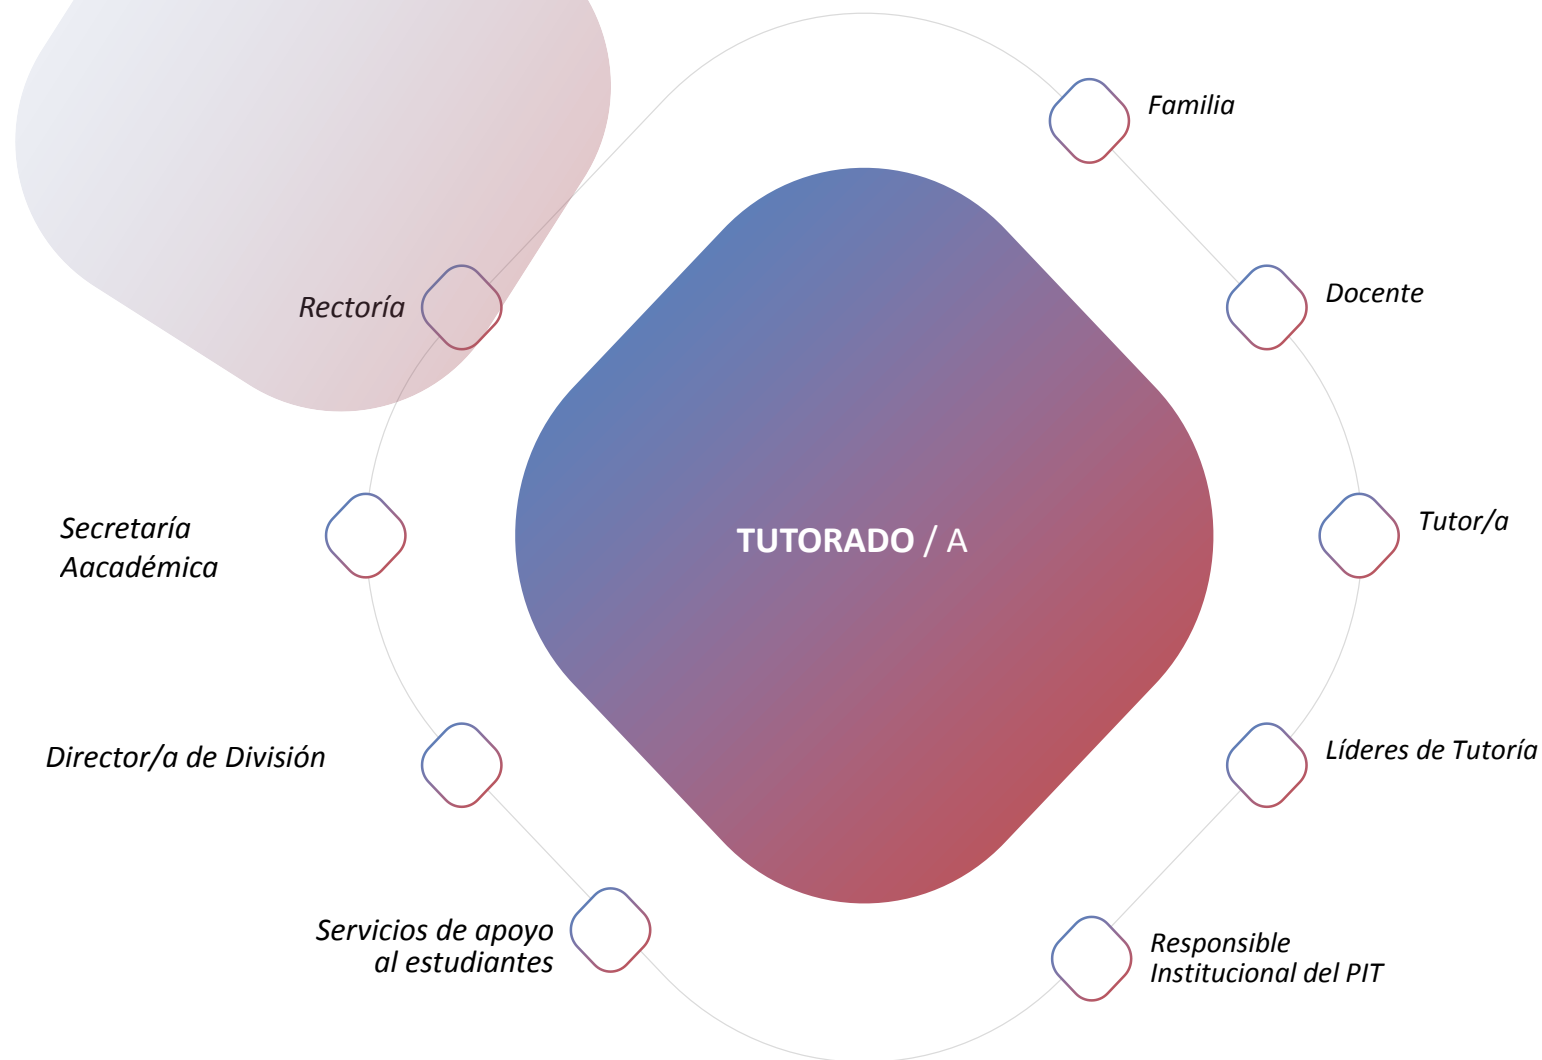 Familia
Rectoría
Docente
Secretaría
Aacadémica
TUTORADO / A
Tutor/a
Director/a de División
Líderes de Tutoría
Servicios de apoyo
al estudiantes
Responsible
Institucional del PIT